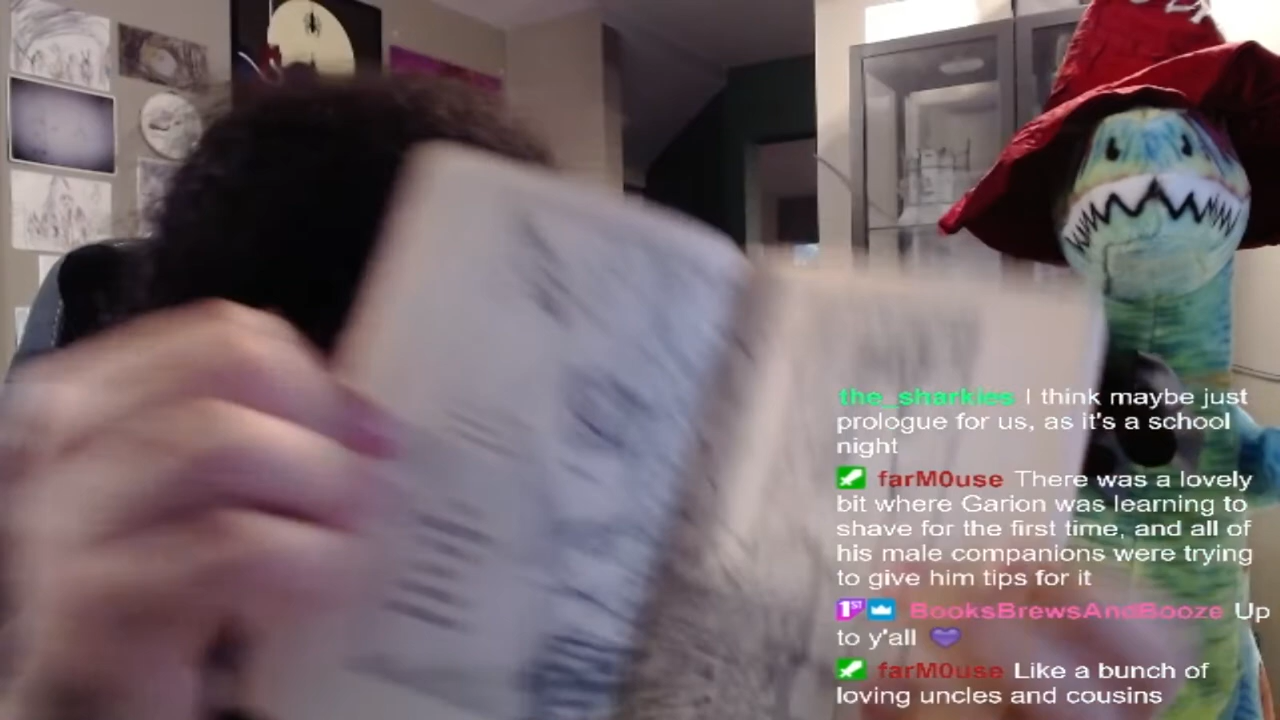 the_sharkies I think maybe just
prologue for us, as it's a school
night
farM0use There was a lovely
bit where Garion was learning to
shave for the first time, and all of
his male companions were trying
to give him tips for it
1ST BooksBrewsAndBooze Up
to y'all 💜
farM0use Like a bunch of
loving uncles and cousins